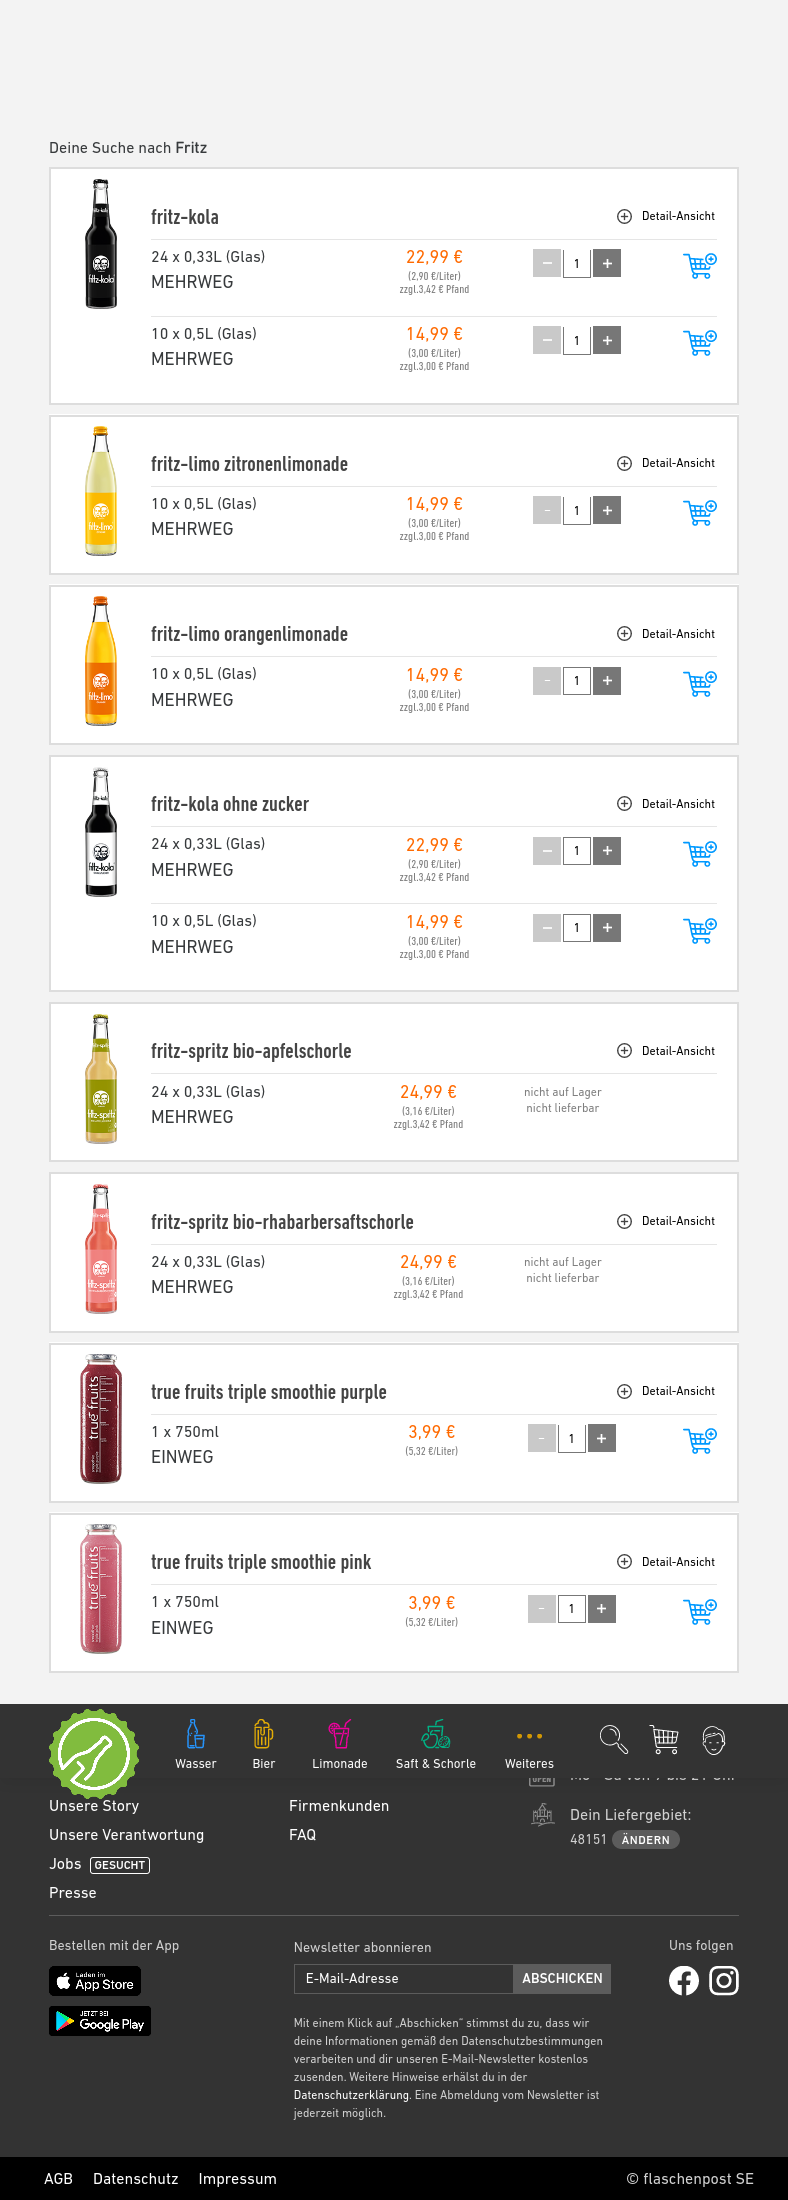 Deine Suche nach Fritz
fritz-kola
Detail-Ansicht
24 x 0,33L (Glas)
22,99 €
1
MEHRWEG
(2,90 €/Liter)
zzgl.3,42 € Pfand
10 x 0,5L (Glas)
14,99 €
1
MEHRWEG
(3,00 €/Liter)
zzgl.3,00 € Pfand
fritz-limo zitronenlimonade
Detail-Ansicht
10 x 0,5L (Glas)
14,99 €
- 1 +
MEHRWEG
(3,00 €/Liter)
zzgl.3,00 € Pfand
fritz-limo orangenlimonade
Detail-Ansicht
10 x 0,5L (Glas)
14,99 €
- 1 +
MEHRWEG
(3,00 €/Liter)
zzgl.3,00 € Pfand
fritz-kola ohne zucker
Detail-Ansicht
24 x 0,33L (Glas)
22,99 €
1
MEHRWEG
(2,90 €/Liter)
zzgl.3,42 € Pfand
10 x 0,5L (Glas)
14,99 €
1
MEHRWEG
(3,00 €/Liter)
zzgl.3,00 € Pfand
fritz-spritz bio-apfelschorle
Detail-Ansicht
24 x 0,33L (Glas)
24,99 €
nicht auf Lager
nicht lieferbar
MEHRWEG
(3,16 €/Liter)
zzgl.3,42 € Pfand
fritz-spritz bio-rhabarbersaftschorle
Detail-Ansicht
24 x 0,33L (Glas)
24,99 €
nicht auf Lager
nicht lieferbar
MEHRWEG
(3,16 €/Liter)
zzgl.3,42 € Pfand
true fruits
true fruits triple smoothie purple
Detail-Ansicht
1 x 750ml
3,99 €
- 1 +
EINWEG
(5,32 €/Liter)
true fruits
true fruits triple smoothie pink
Detail-Ansicht
1 x 750ml
3,99 €
- 1 +
EINWEG
(5,32 €/Liter)
Wasser
Bier
Limonade
Saft & Schorle
Weiteres
Unsere Story
Unsere Verantwortung
Jobs GESUCHT
Presse
Firmenkunden
FAQ
Dein Liefergebiet:
48151 ÄNDERN
Bestellen mit der App
Laden im
App Store
JETZT BEI
Google Play
Newsletter abonnieren
E-Mail-Adresse
ABSCHICKEN
Mit einem Klick auf „Abschicken“ stimmst du zu, dass wir
deine Informationen gemäß den Datenschutzbestimmungen
verarbeiten und dir unseren E-Mail-Newsletter kostenlos
zusenden. Weitere Hinweise erhälst du in der
Datenschutzerklärung. Eine Abmeldung vom Newsletter ist
jederzeit möglich.
Uns folgen
AGB
Datenschutz
Impressum
© flaschenpost SE